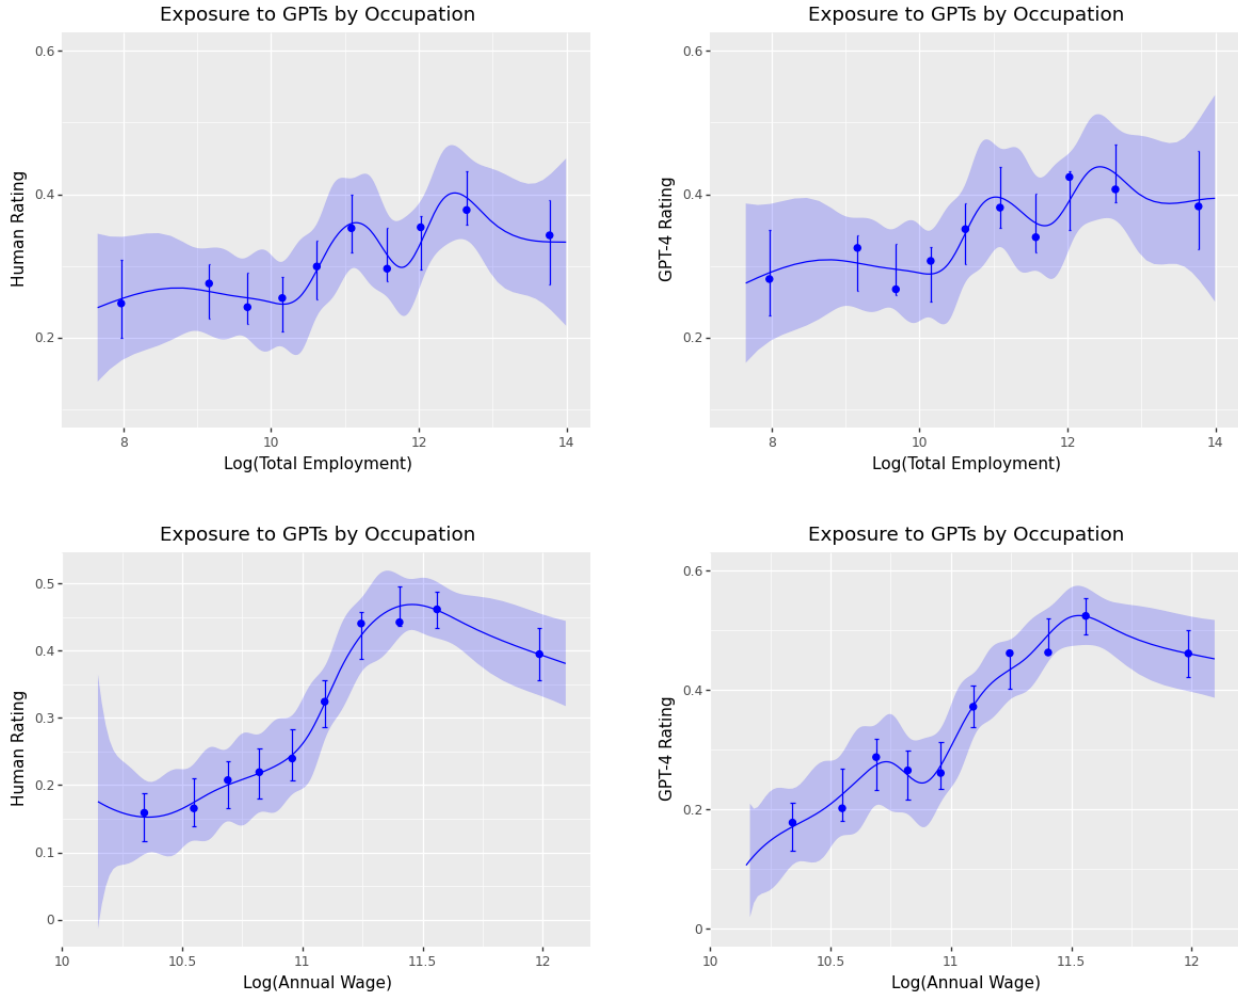 Exposure to GPTs by Occupation
0.6
0.4
0.2
Human Rating
8
10
12
14
Log(Total Employment)
Exposure to GPTs by Occupation
0.6
0.4
0.2
GPT-4 Rating
8
10
12
14
Log(Total Employment)
Exposure to GPTs by Occupation
0.5
0.4
0.3
0.2
0.1
0
Human Rating
10
10.5
11
11.5
12
Log(Annual Wage)
Exposure to GPTs by Occupation
0.6
0.4
0.2
0
GPT-4 Rating
10
10.5
11
11.5
12
Log(Annual Wage)